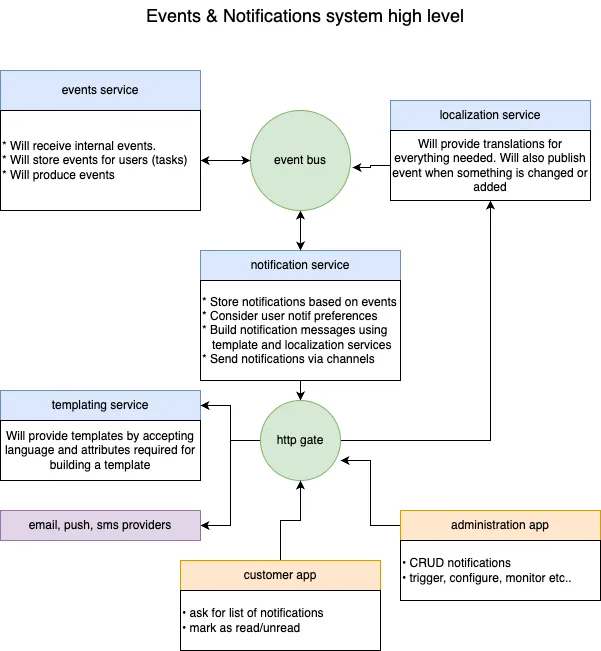 Events & Notifications system high level
events service
* Will receive internal events.
* Will store events for users (tasks)
* Will produce events
event bus
localization service
Will provide translations for
everything needed. Will also publish
event when something is changed or
added
notification service
* Store notifications based on events
* Consider user notif preferences
* Build notification messages using
template and localization services
* Send notifications via channels
templating service
Will provide templates by accepting
language and attributes required for
building a template
http gate
email, push, sms providers
administration app
• CRUD notifications
• trigger, configure, monitor etc..
customer app
• ask for list of notifications
• mark as read/unread